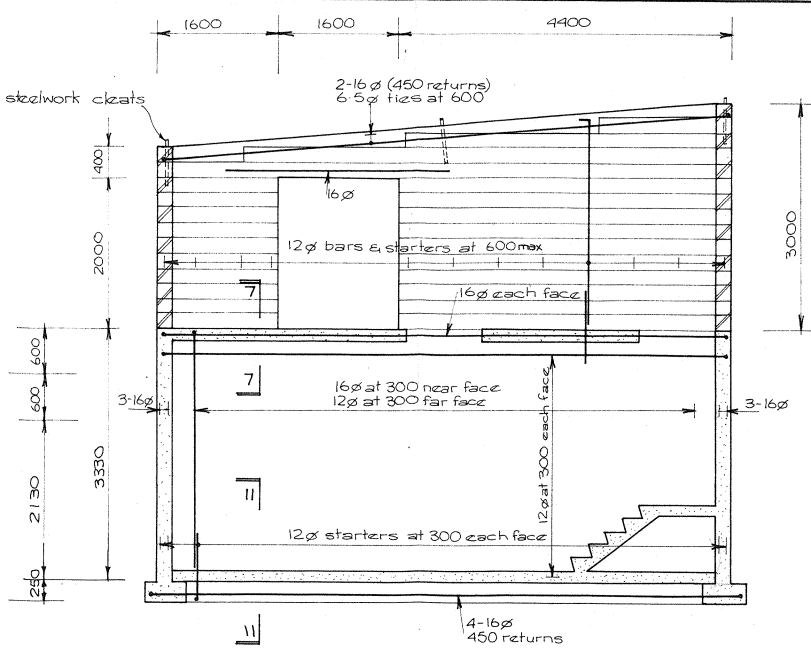 1600
1600
4400
2-16ø (450 returns)
6·5ø ties at 600
steelwork cleats
400
16ø
2000
3000
12ø bars & starters at 600 max
7
16ø each face
600
7
16ø at 300 near face
12ø at 300 far face
600
3-16ø
3-16ø
12ø at 300 each face
3330
2130
11
12ø starters at 300 each face
250
4-16ø
450 returns
11